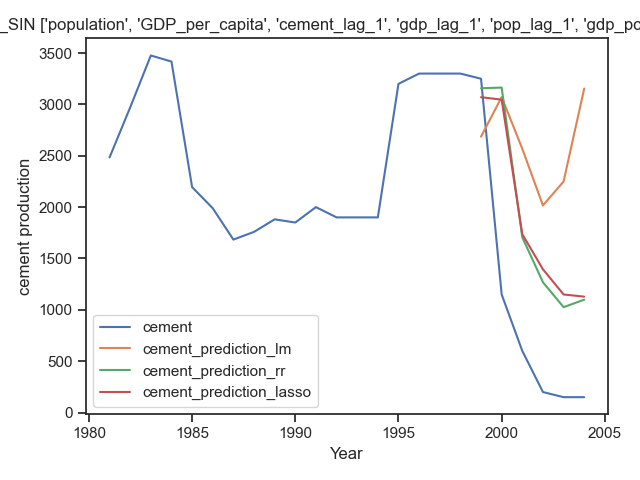 _SIN ['population', 'GDP_per_capita', 'cement_lag_1', 'gdp_lag_1', 'pop_lag_1', 'gdp_po
3500
3000
2500
2000
1500
1000
500
0
cement production
cement
cement_prediction_lm
cement_prediction_rr
cement_prediction_lasso
1980 1985 1990 1995 2000 2005
Year